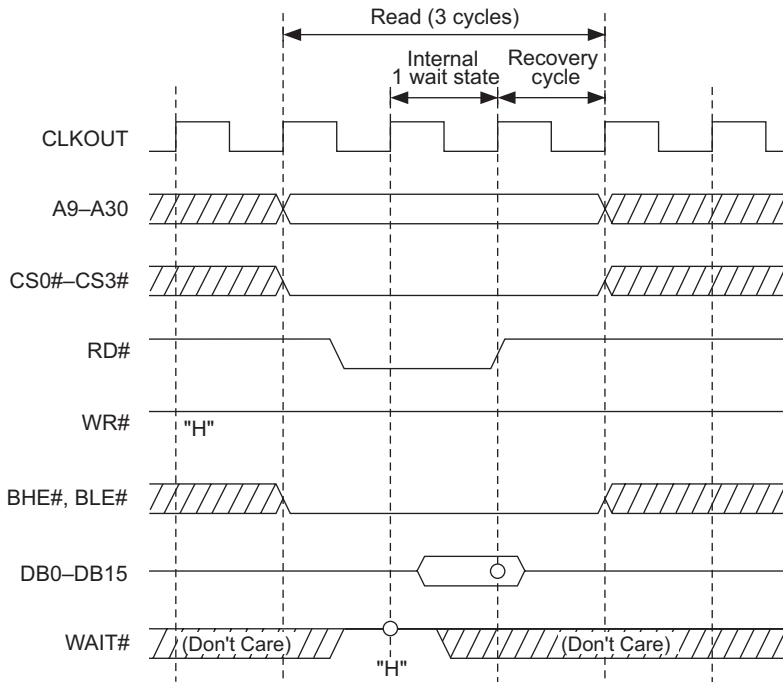 Read (3 cycles)
Internal
1 wait state
Recovery
cycle
CLKOUT
A9–A30
CS0#–CS3#
RD#
WR#
"H"
BHE#, BLE#
DB0–DB15
WAIT#
(Don't Care)
(Don't Care)
"H"